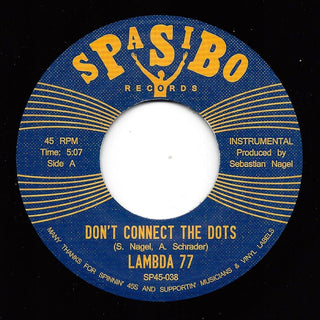 SPASIBO
RECORDS
45 RPM
Time: 5:07
Side A
INSTRUMENTAL
Produced by
Sebastian Nagel
DON'T CONNECT THE DOTS
(S. Nagel, A. Schrader)
LAMBDA 77
SP45-038
MANY THANKS FOR SPINNIN' 45S AND SUPPORTIN' MUSICIANS & VINYL LABELS